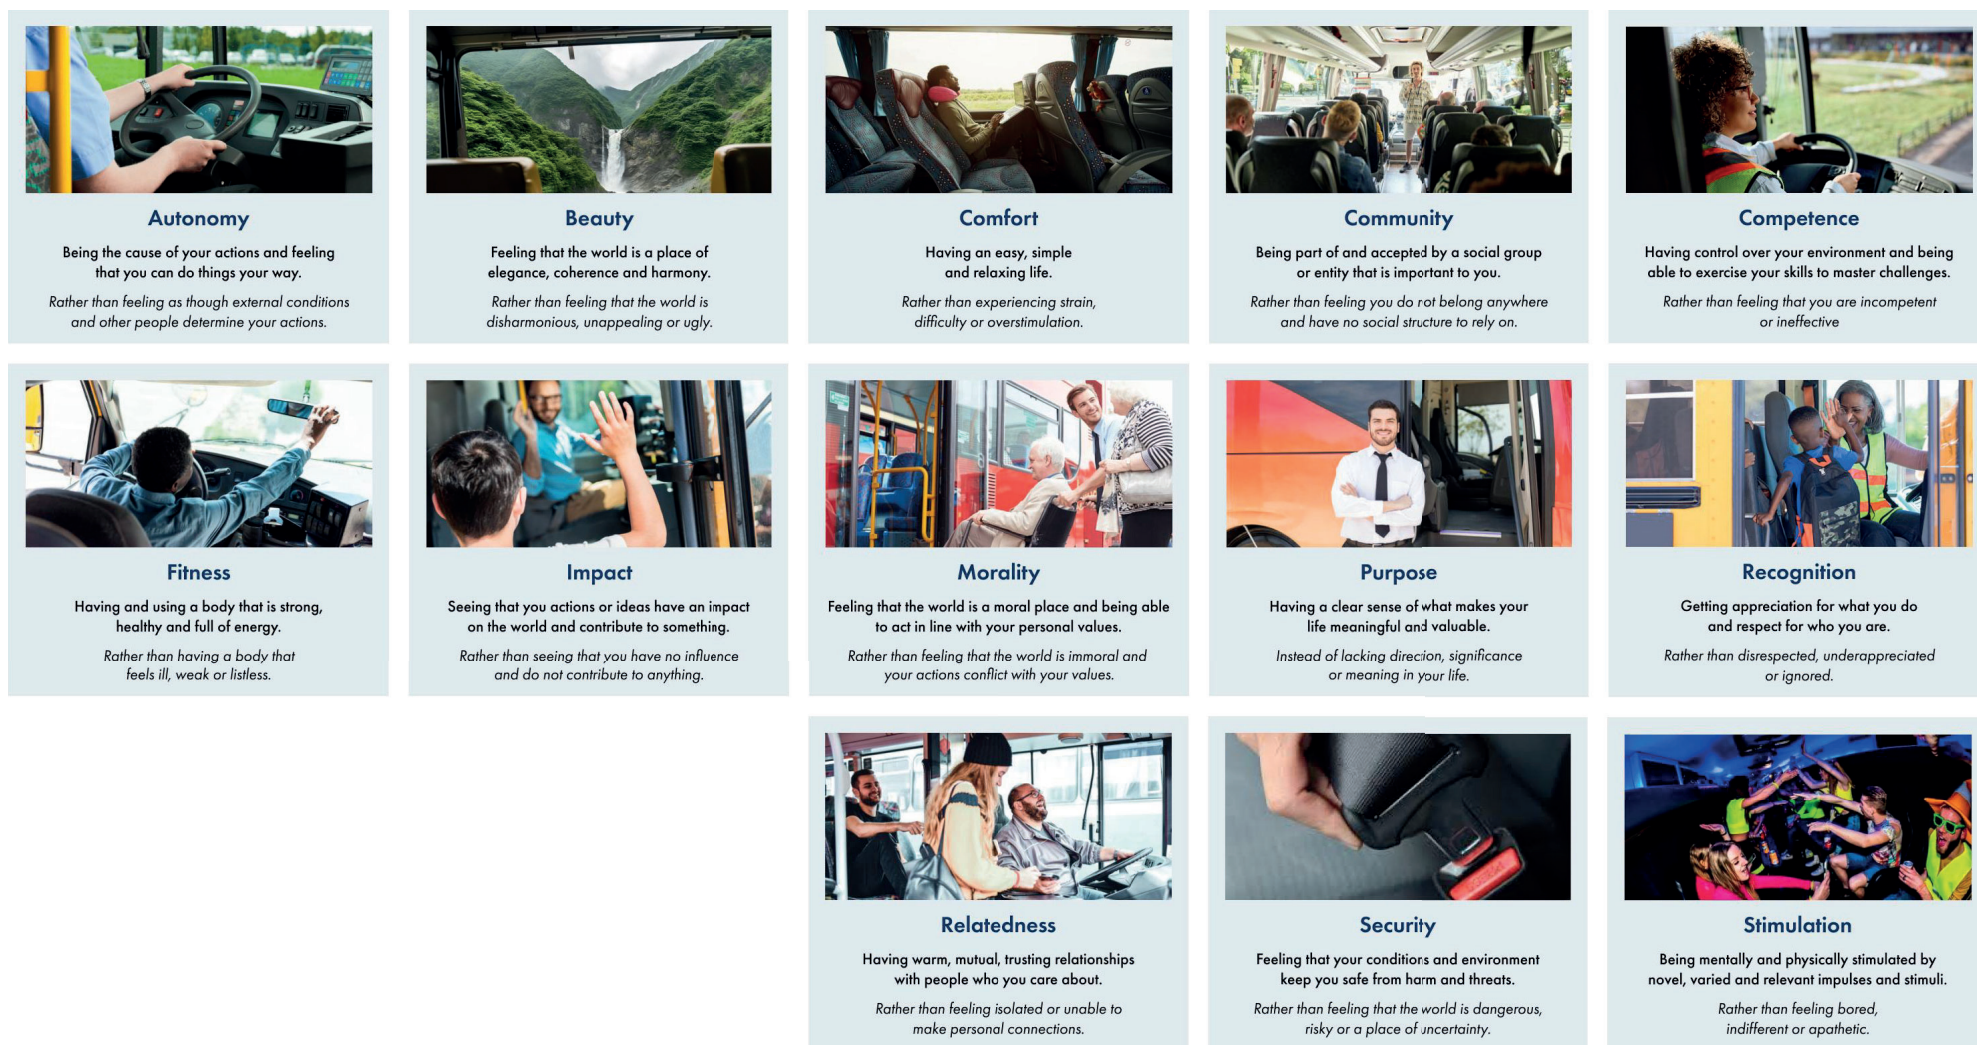 Autonomy
Being the cause of your actions and feeling
that you can do things your way.
Rather than feeling as though external conditions
and other people determine your actions.
Beauty
Feeling that the world is a place of
elegance, coherence and harmony.
Rather than feeling that the world is
disharmonious, unappealing or ugly.
Comfort
Having an easy, simple
and relaxing life.
Rather than experiencing strain,
difficulty or overstimulation.
Community
Being part of and accepted by a social group
or entity that is important to you.
Rather than feeling you do not belong anywhere
and have no social structure to rely on.
Competence
Having control over your environment and being
able to exercise your skills to master challenges.
Rather than feeling that you are incompetent
or ineffective
Fitness
Having and using a body that is strong,
healthy and full of energy.
Rather than having a body that
feels ill, weak or listless.
Impact
Seeing that you actions or ideas have an impact
on the world and contribute to something.
Rather than seeing that you have no influence
and do not contribute to anything.
Morality
Feeling that the world is a moral place and being able
to act in line with your personal values.
Rather than feeling that the world is immoral and
your actions conflict with your values.
Purpose
Having a clear sense of what makes your
life meaningful and valuable.
Instead of lacking direction, significance
or meaning in your life.
Recognition
Getting appreciation for what you do
and respect for who you are.
Rather than disrespected, underappreciated
or ignored.
Relatedness
Having warm, mutual, trusting relationships
with people who you care about.
Rather than feeling isolated or unable to
make personal connections.
Security
Feeling that your conditions and environment
keep you safe from harm and threats.
Rather than feeling that the world is dangerous,
risky or a place of uncertainty.
Stimulation
Being mentally and physically stimulated by
novel, varied and relevant impulses and stimuli.
Rather than feeling bored,
indifferent or apathetic.